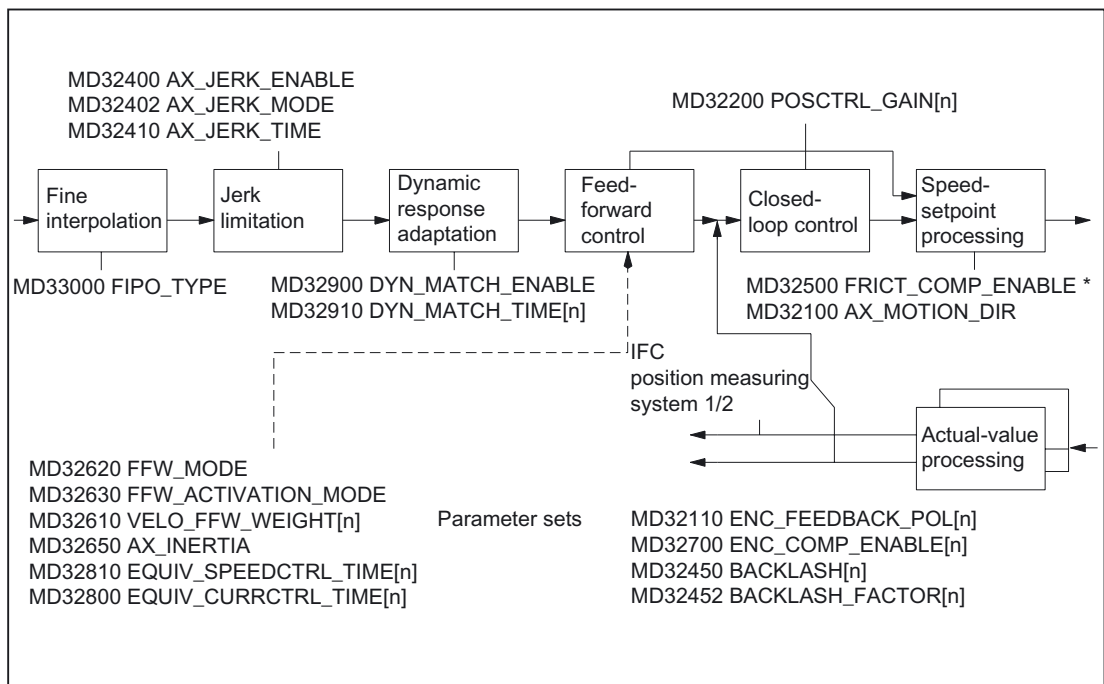 MD32400 AX_JERK_ENABLE
MD32402 AX_JERK_MODE
MD32410 AX_JERK_TIME
MD32200 POSCTRL_GAIN[n]
Fine
interpolation
Jerk
limitation
Dynamic
response
adaptation
Feed-
forward
control
Closed-
loop control
Speed-
setpoint
processing
MD33000 FIPO_TYPE
MD32900 DYN_MATCH_ENABLE
MD32910 DYN_MATCH_TIME[n]
MD32500 FRICT_COMP_ENABLE *
MD32100 AX_MOTION_DIR
IFC
position measuring
system 1/2
Actual-value
processing
MD32620 FFW_MODE
MD32630 FFW_ACTIVATION_MODE
MD32610 VELO_FFW_WEIGHT[n]
MD32650 AX_INERTIA
MD32810 EQUIV_SPEEDCTRL_TIME[n]
MD32800 EQUIV_CURRCTRL_TIME[n]
Parameter sets
MD32110 ENC_FEEDBACK_POL[n]
MD32700 ENC_COMP_ENABLE[n]
MD32450 BACKLASH[n]
MD32452 BACKLASH_FACTOR[n]